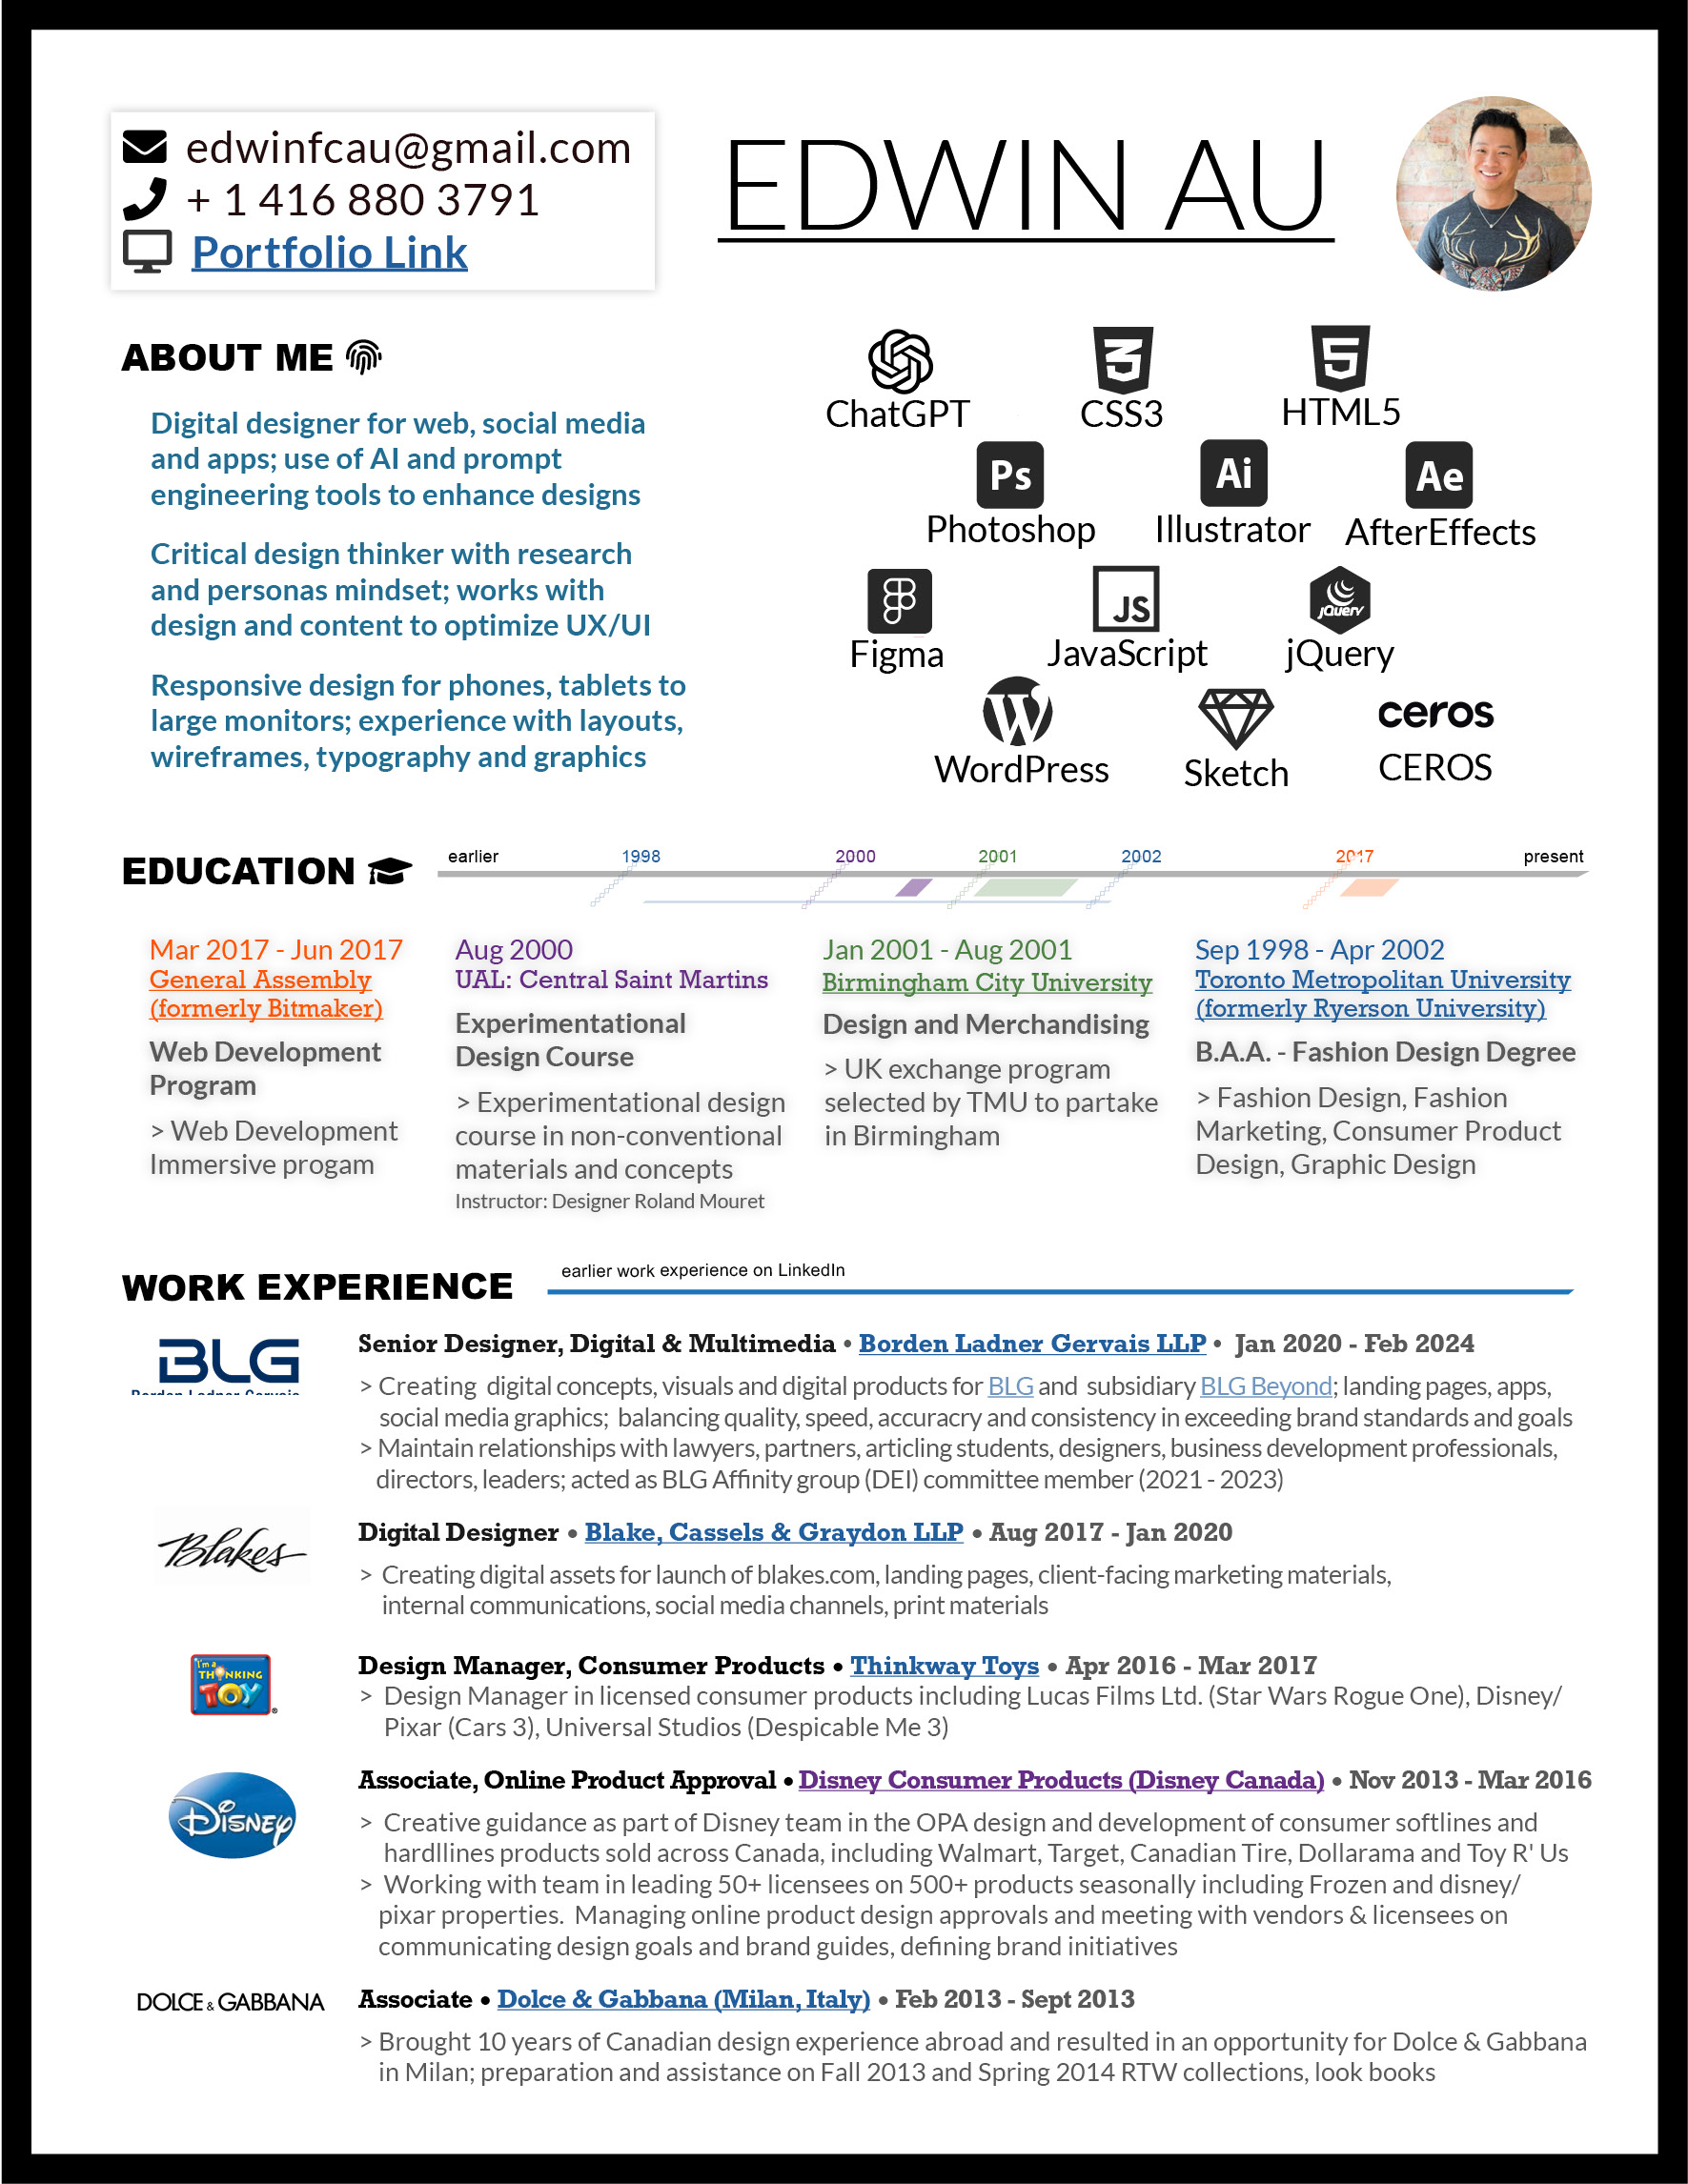 edwinfcau@gmail.com
+ 1 416 880 3791
Portfolio Link
EDWIN AU
ABOUT ME
Digital designer for web, social media
and apps; use of AI and prompt
engineering tools to enhance designs
Critical design thinker with research
and personas mindset; works with
design and content to optimize UX/UI
Responsive design for phones, tablets to
large monitors; experience with layouts,
wireframes, typography and graphics
3
5
ChatGPT
CSS3
HTML5
Ps
Ai
Ae
Photoshop
Illustrator
AfterEffects
JS
jQuery
Figma
JavaScript
jQuery
W
ceros
WordPress
Sketch
CEROS
EDUCATION
earlier
1998
2000
2001
2002
2017
present
Mar 2017 - Jun 2017
General Assembly
(formerly Bitmaker)
Web Development
Program
> Web Development
Immersive progam
Aug 2000
UAL: Central Saint Martins
Experimentational
Design Course
> Experimentational design
course in non-conventional
materials and concepts
Instructor: Designer Roland Mouret
Jan 2001 - Aug 2001
Birmingham City University
Design and Merchandising
> UK exchange program
selected by TMU to partake
in Birmingham
Sep 1998 - Apr 2002
Toronto Metropolitan University
(formerly Ryerson University)
B.A.A. - Fashion Design Degree
> Fashion Design, Fashion
Marketing, Consumer Product
Design, Graphic Design
WORK EXPERIENCE
earlier work experience on LinkedIn
BLG
Borden Ladner Gervais
Senior Designer, Digital & Multimedia • Borden Ladner Gervais LLP • Jan 2020 - Feb 2024
> Creating digital concepts, visuals and digital products for BLG and subsidiary BLG Beyond; landing pages, apps,
social media graphics; balancing quality, speed, accuracry and consistency in exceeding brand standards and goals
> Maintain relationships with lawyers, partners, articling students, designers, business development professionals,
directors, leaders; acted as BLG Affinity group (DEI) committee member (2021 - 2023)
Blakes
Digital Designer • Blake, Cassels & Graydon LLP • Aug 2017 - Jan 2020
> Creating digital assets for launch of blakes.com, landing pages, client-facing marketing materials,
internal communications, social media channels, print materials
I'm a
THINKING
TOY
®
Design Manager, Consumer Products • Thinkway Toys • Apr 2016 - Mar 2017
> Design Manager in licensed consumer products including Lucas Films Ltd. (Star Wars Rogue One), Disney/
Pixar (Cars 3), Universal Studios (Despicable Me 3)
DISNEY
Associate, Online Product Approval • Disney Consumer Products (Disney Canada) • Nov 2013 - Mar 2016
> Creative guidance as part of Disney team in the OPA design and development of consumer softlines and
hardllines products sold across Canada, including Walmart, Target, Canadian Tire, Dollarama and Toy R' Us
> Working with team in leading 50+ licensees on 500+ products seasonally including Frozen and disney/
pixar properties. Managing online product design approvals and meeting with vendors & licensees on
communicating design goals and brand guides, defining brand initiatives
DOLCE & GABBANA
Associate • Dolce & Gabbana (Milan, Italy) • Feb 2013 - Sept 2013
> Brought 10 years of Canadian design experience abroad and resulted in an opportunity for Dolce & Gabbana
in Milan; preparation and assistance on Fall 2013 and Spring 2014 RTW collections, look books